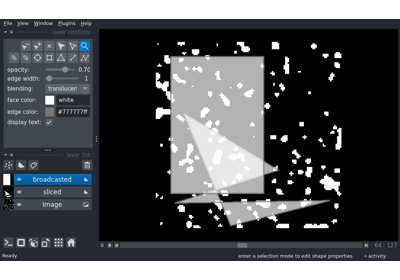 File View Window Plugins Help
layer controls
opacity: 0.70
edge width: 1
blending: translucen
face color: white
edge color: #777777ff
display text:
layer list
broadcasted
sliced
Image
0 64 127
Ready enter a selection mode to edit shape properties activity